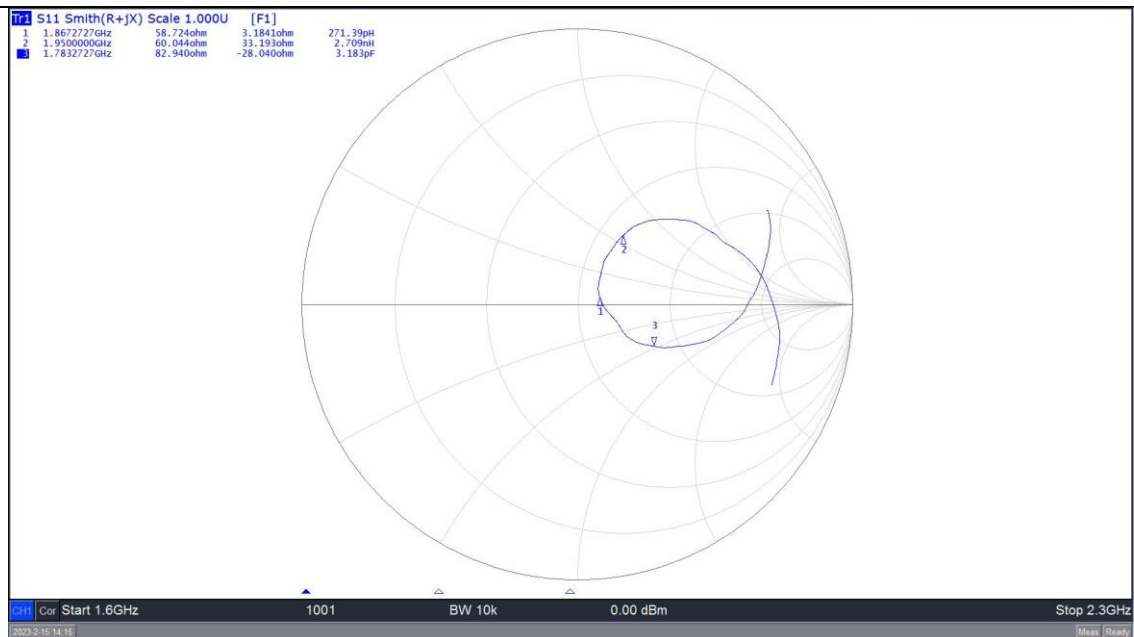 Tr1 S11 Smith(R+jX) Scale 1.000U [F1]
1 1.8672727GHz 58.724ohm 3.1841ohm 271.39pH
2 1.9500000GHz 60.044ohm 33.193ohm 2.709nH
3 1.7832727GHz 82.940ohm -28.040ohm 3.183pF
2
1
3
CH1 Cor Start 1.6GHz 1001 BW 10k 0.00 dBm Stop 2.3GHz
2023-2-15 14:15 Meas Ready